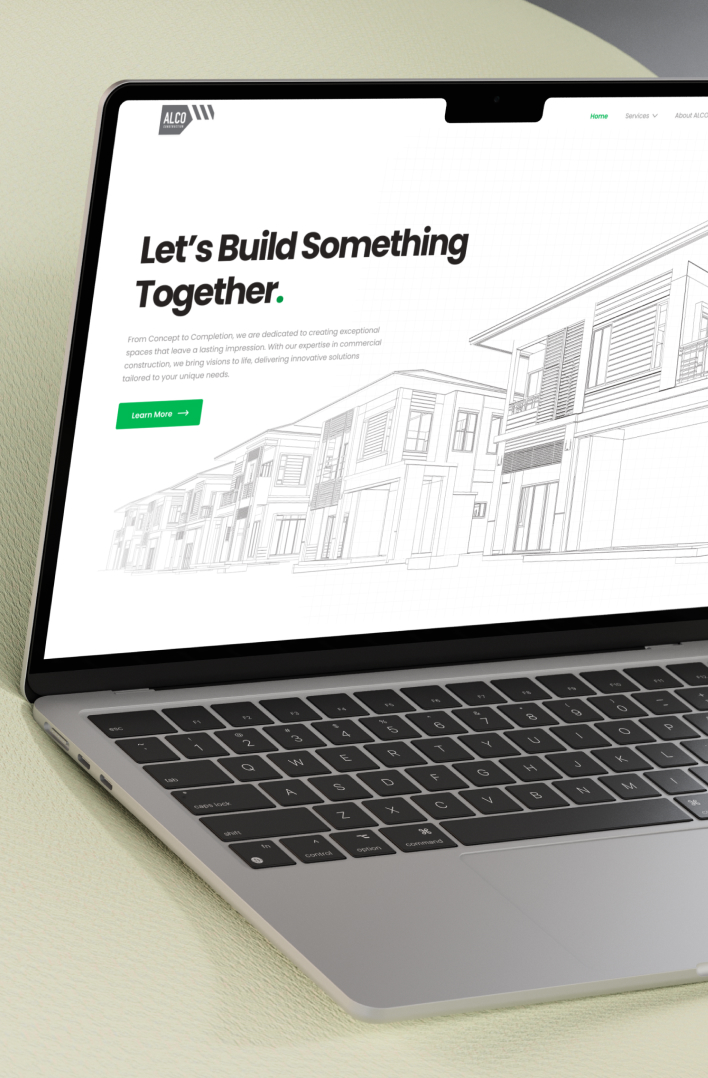 ALCO
CONSTRUCTION
Home
Services
About ALCO
Let's Build Something
Together.
From Concept to Completion, we are dedicated to creating exceptional
spaces that leave a lasting impression. With our expertise in commercial
construction, we bring visions to life, delivering innovative solutions
tailored to your unique needs.
Learn More →
esc F1 F2 F3 F4 F5 F6 F7 F8 F9 F10 F11 F12
~ ! @ # $ % ^ & * ( ) _ +
` 1 2 3 4 5 6 7 8 9 0 - =
tab Q W E R T Y U I O P
caps lock A S D F G H J K L
shift Z X C V B N M
fn control ^ option ⌥ command ⌘ ⌘